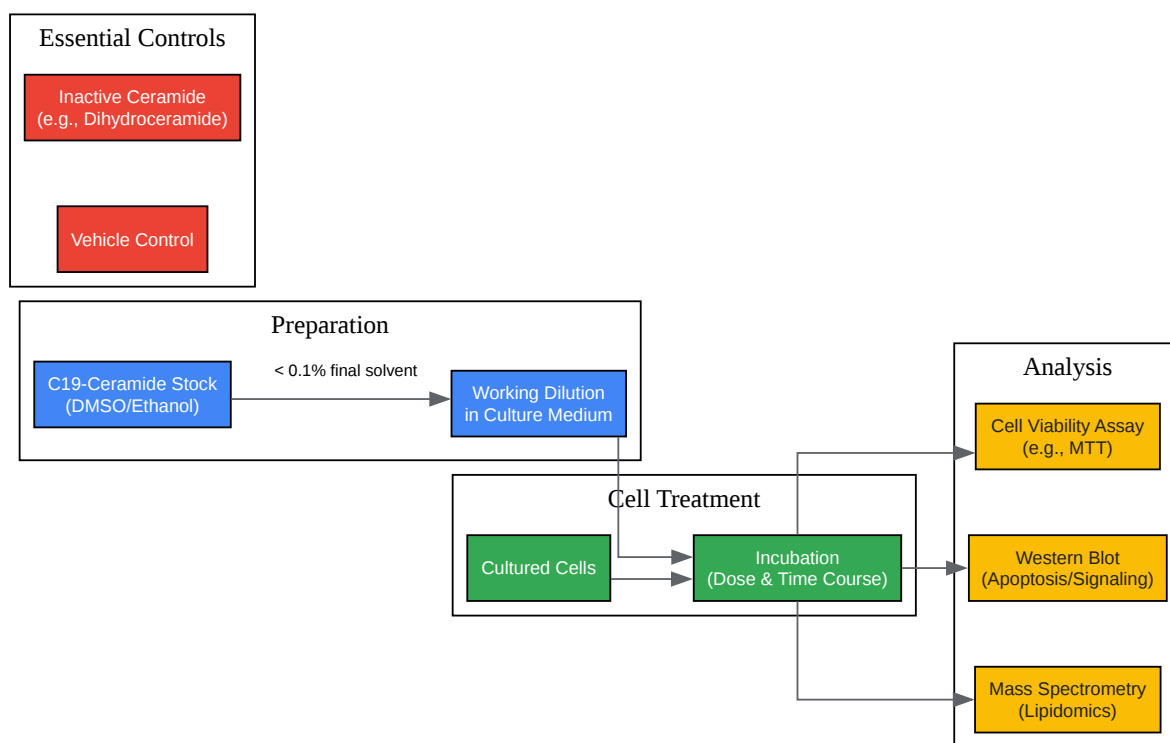 Essential Controls
Inactive Ceramide
(e.g., Dihydroceramide)
Vehicle Control
Preparation
C19-Ceramide Stock
(DMSO/Ethanol)
< 0.1% final solvent
Working Dilution
in Culture Medium
Cell Treatment
Cultured Cells
Incubation
(Dose & Time Course)
Analysis
Cell Viability Assay
(e.g., MTT)
Western Blot
(Apoptosis/Signaling)
Mass Spectrometry
(Lipidomics)